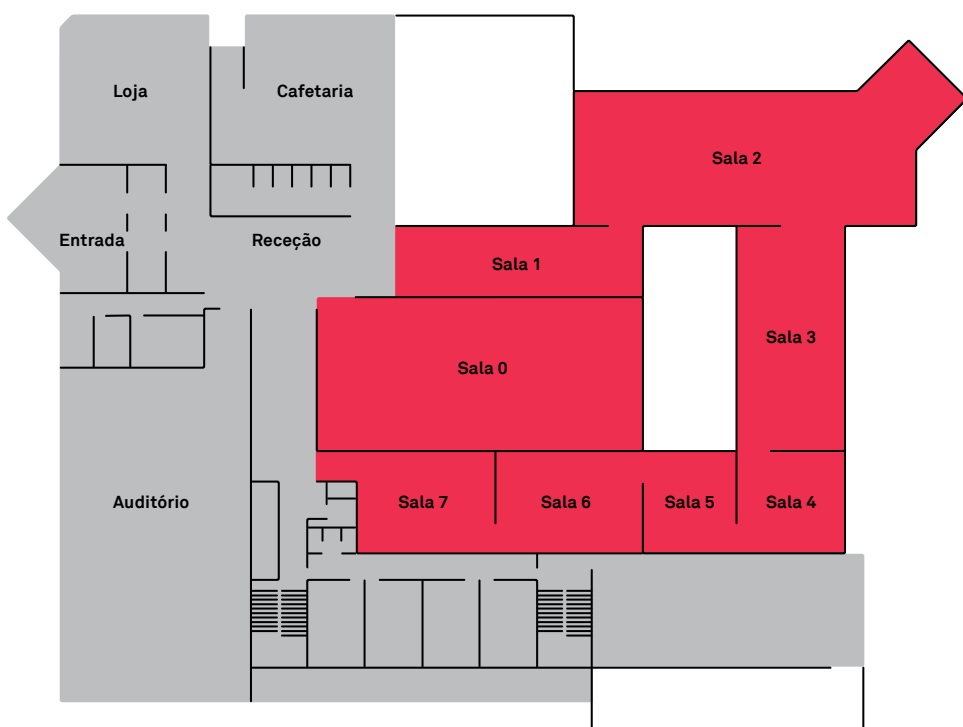 Loja
Cafetaria
Sala 2
Entrada
Receção
Sala 1
Sala 3
Sala 0
Auditório
Sala 7
Sala 6
Sala 5
Sala 4